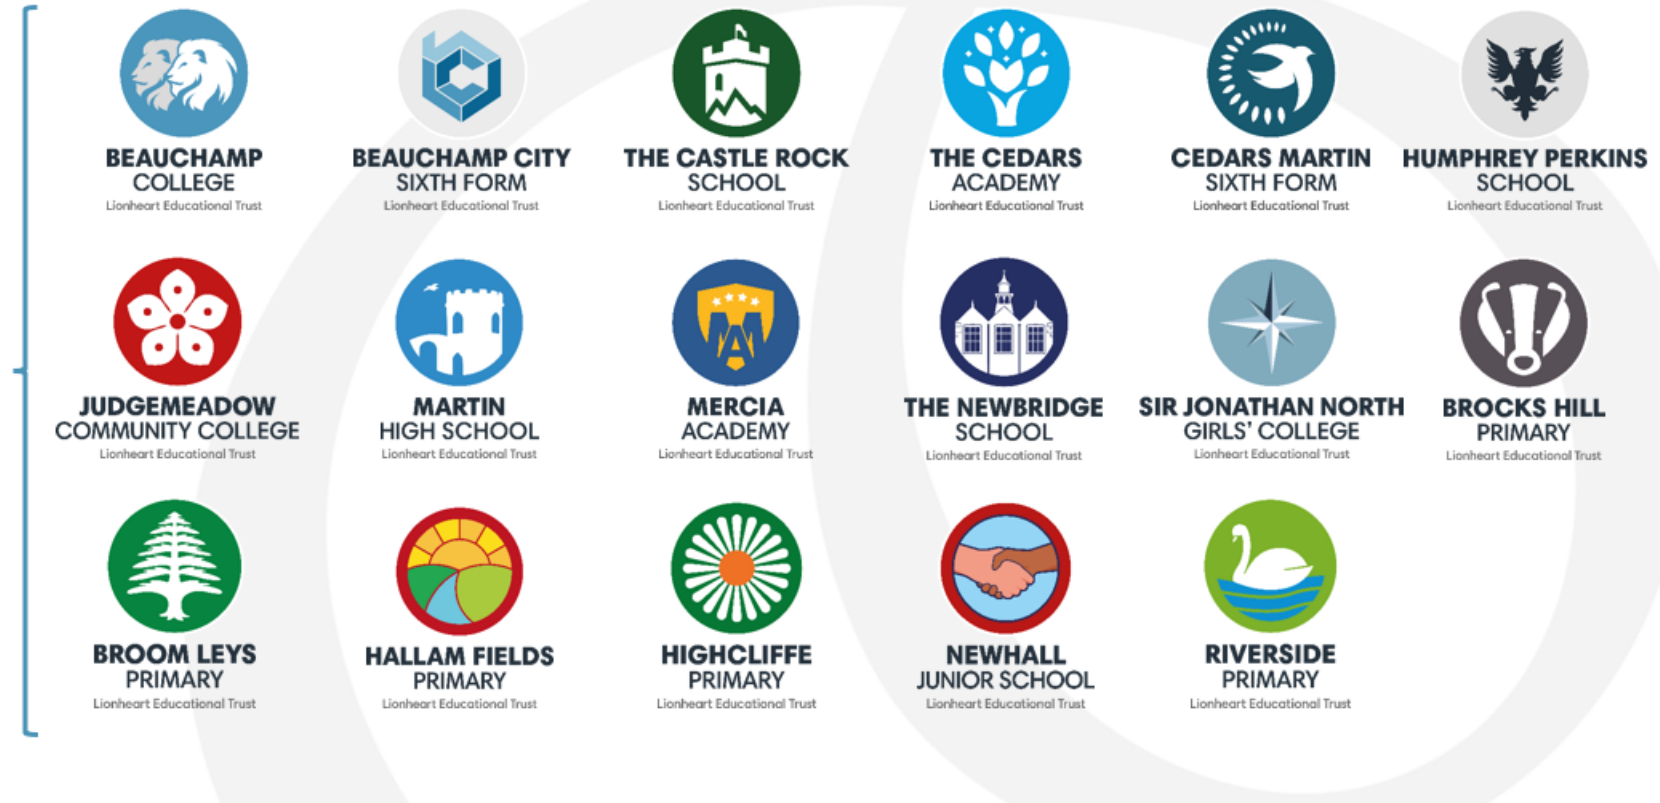 BEAUCHAMP
COLLEGE
Lionheart Educational Trust
BEAUCHAMP CITY
SIXTH FORM
Lionheart Educational Trust
THE CASTLE ROCK
SCHOOL
Lionheart Educational Trust
THE CEDARS
ACADEMY
Lionheart Educational Trust
CEDARS MARTIN
SIXTH FORM
Lionheart Educational Trust
HUMPHREY PERKINS
SCHOOL
Lionheart Educational Trust
JUDGEMEADOW
COMMUNITY COLLEGE
Lionheart Educational Trust
MARTIN
HIGH SCHOOL
Lionheart Educational Trust
MERCIA
ACADEMY
Lionheart Educational Trust
THE NEWBRIDGE
SCHOOL
Lionheart Educational Trust
SIR JONATHAN NORTH
GIRLS' COLLEGE
Lionheart Educational Trust
BROCKS HILL
PRIMARY
Lionheart Educational Trust
BROOM LEYS
PRIMARY
Lionheart Educational Trust
HALLAM FIELDS
PRIMARY
Lionheart Educational Trust
HIGHCLIFFE
PRIMARY
Lionheart Educational Trust
NEWHALL
JUNIOR SCHOOL
Lionheart Educational Trust
RIVERSIDE
PRIMARY
Lionheart Educational Trust